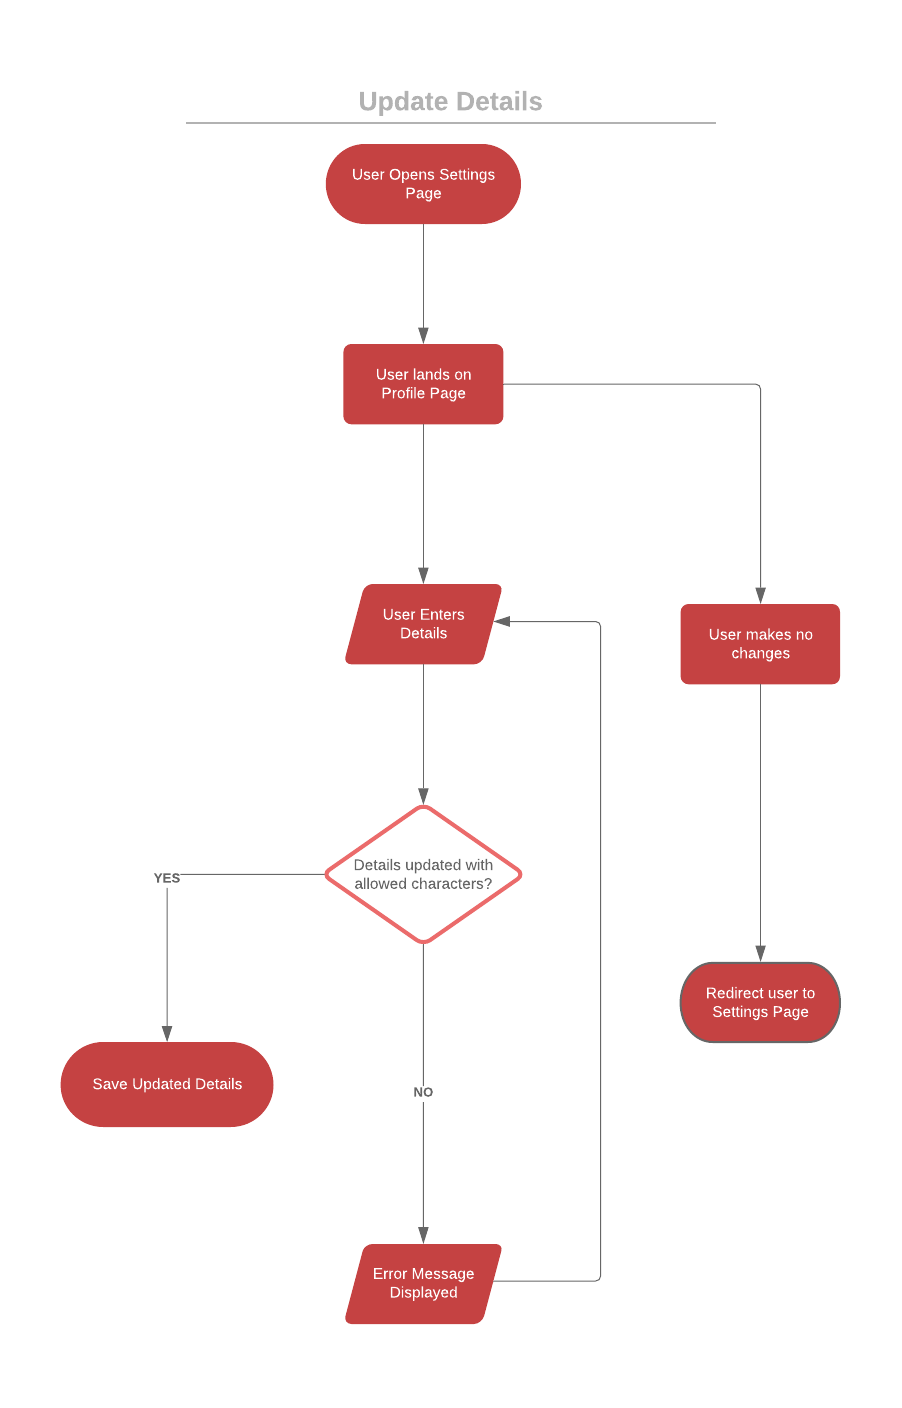 Update Details
User Opens Settings
Page
User lands on
Profile Page
User Enters
Details
User makes no
changes
Details updated with
allowed characters?
YES
Redirect user to
Settings Page
Save Updated Details
NO
Error Message
Displayed